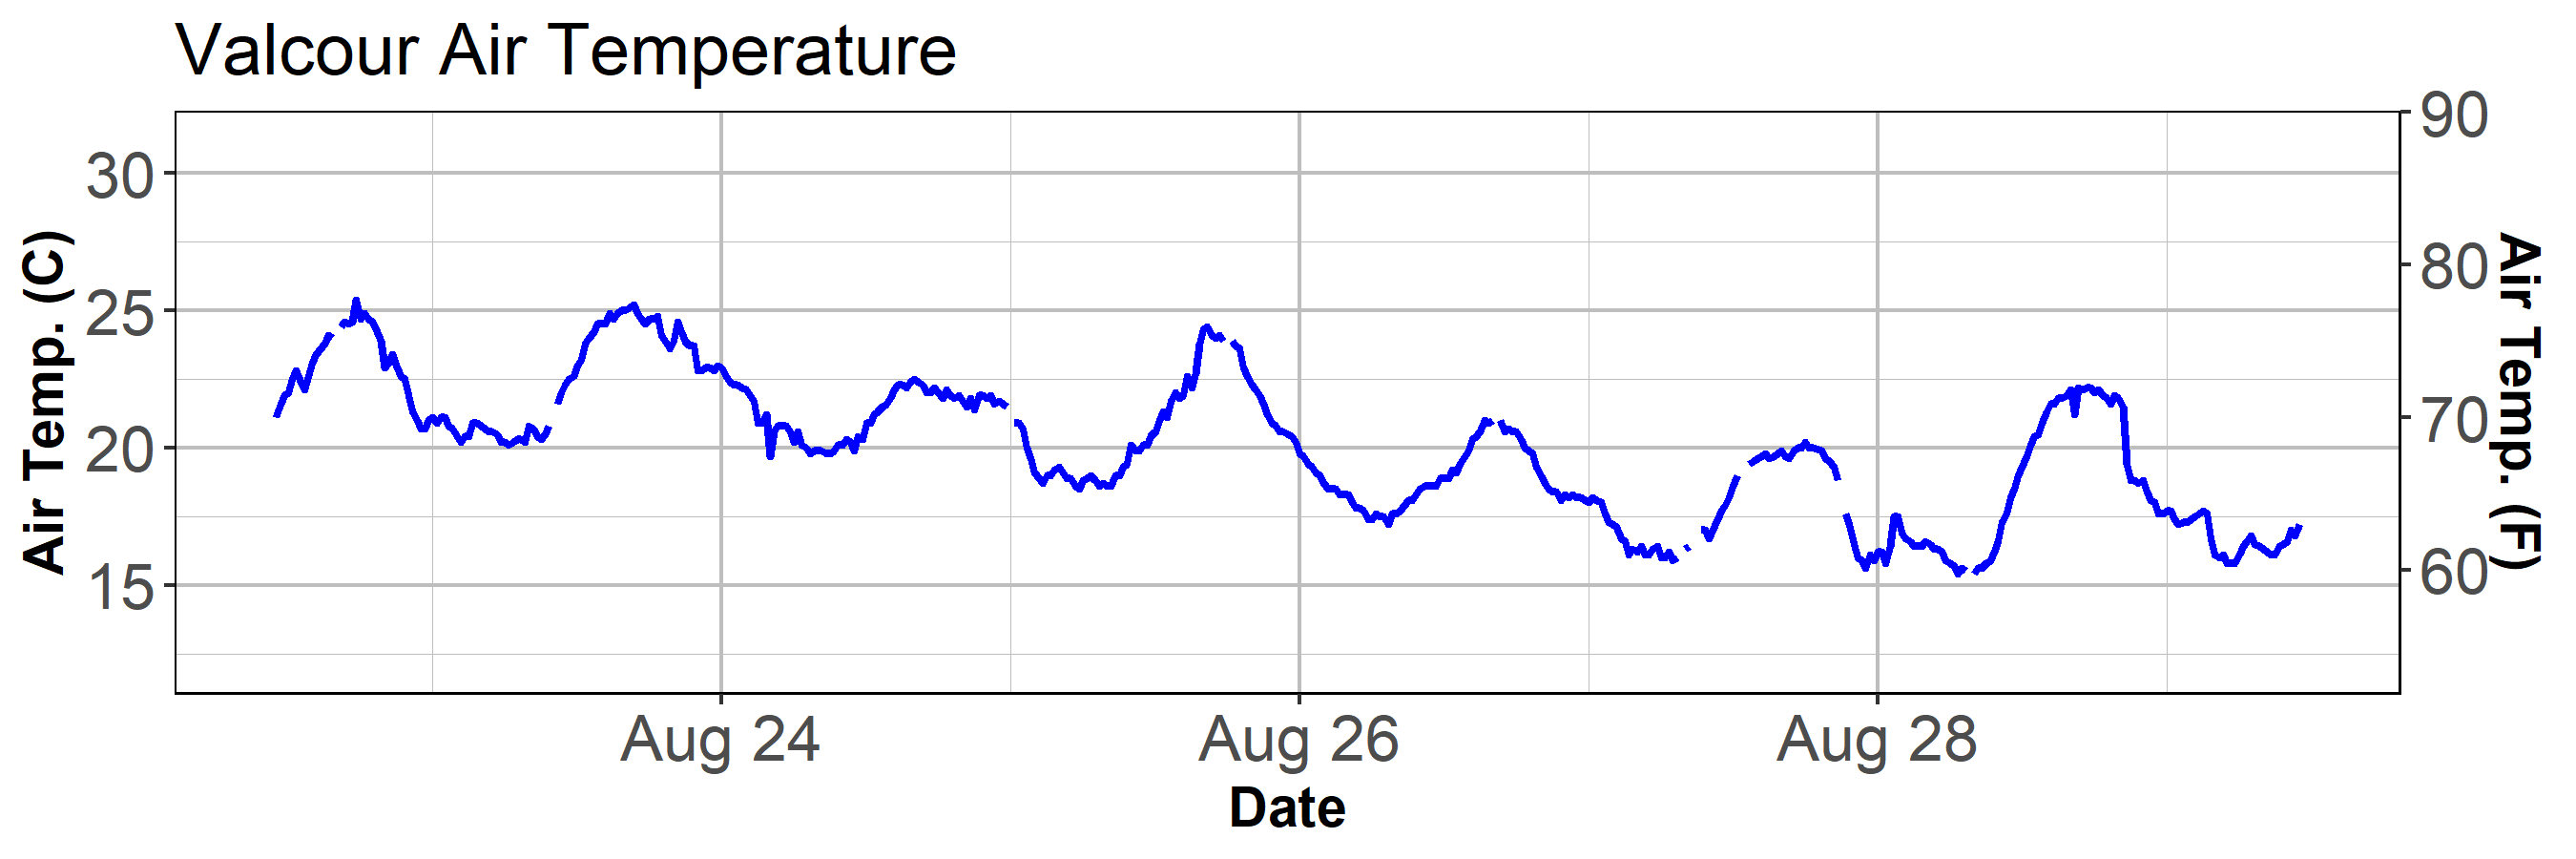 Valcour Air Temperature
Air Temp. (C)
30
25
20
15
90
80
70
60
Air Temp. (F)
Aug 24
Aug 26
Aug 28
Date